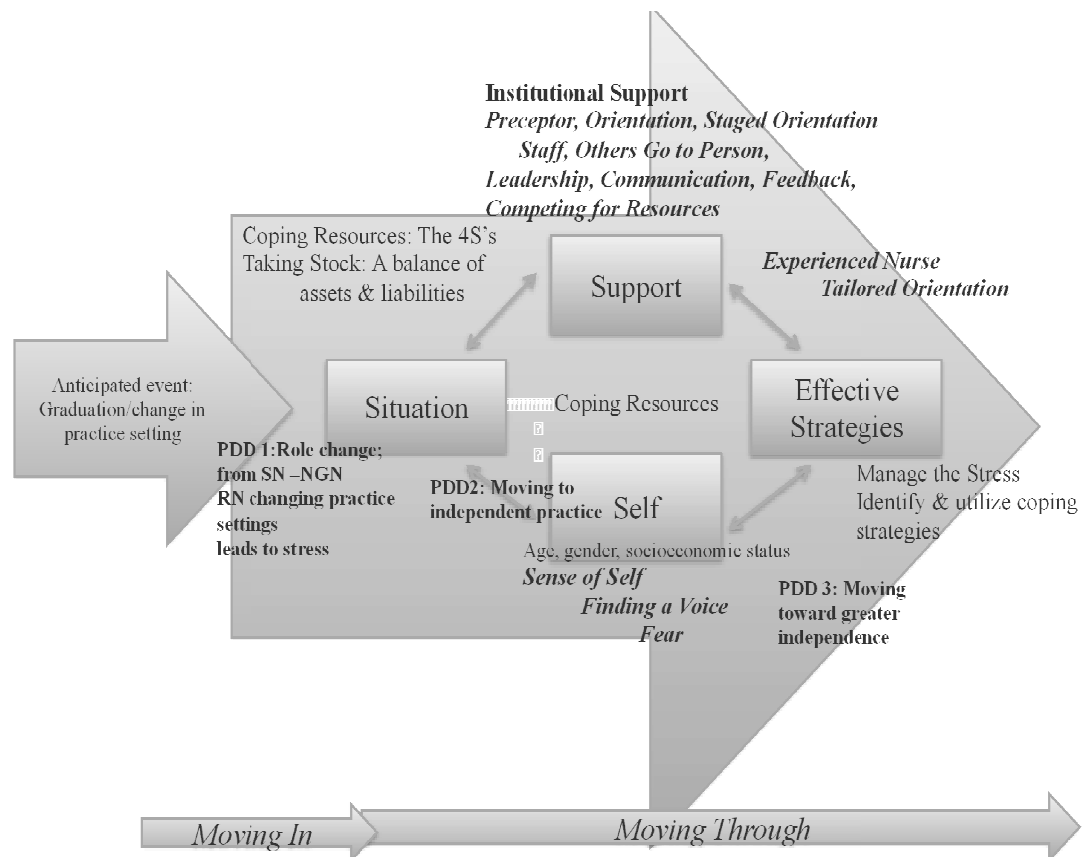 Institutional Support
Preceptor, Orientation, Staged Orientation
Staff, Others Go to Person,
Leadership, Communication, Feedback,
Competing for Resources
Coping Resources: The 4S's
Taking Stock: A balance of
assets & liabilities
Support
Experienced Nurse
Tailored Orientation
Anticipated event:
Graduation/change in
practice setting
Situation
Coping Resources
Effective
Strategies
PDD 1:Role change;
from SN –NGN
RN changing practice
settings
leads to stress
PDD2: Moving to
independent practice
Self
Age, gender, socioeconomic status
Sense of Self
Finding a Voice
Fear
Manage the Stress
Identify & utilize coping
strategies
PDD 3: Moving
toward greater
independence
Moving In
Moving Through